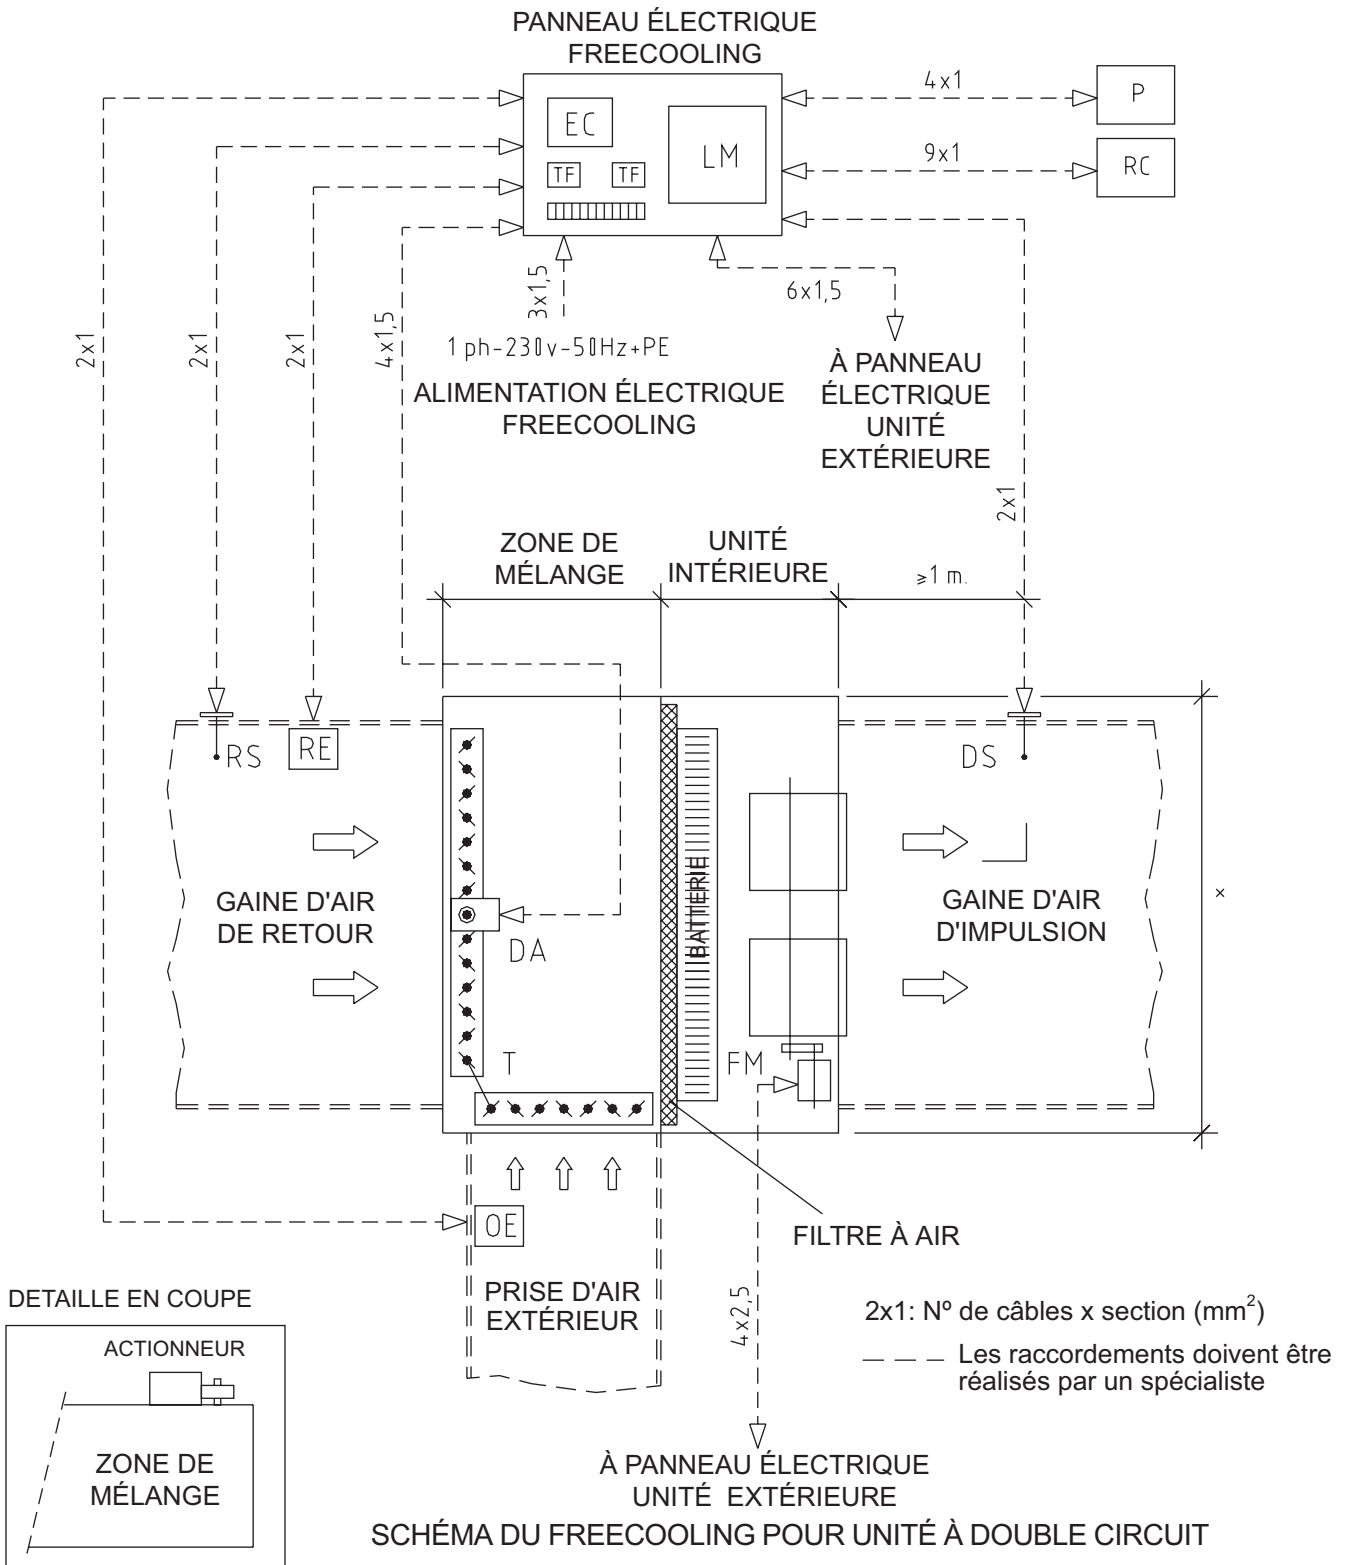 PANNEAU ÉLECTRIQUE
FREECOOLING
EC
LM
TF
TF
4x1
P
9x1
RC
3x1,5
6x1,5
2x1
2x1
2x1
4x1,5
1 ph-230v-50Hz+PE
ALIMENTATION ÉLECTRIQUE
FREECOOLING
À PANNEAU
ÉLECTRIQUE
UNITÉ
EXTÉRIEURE
2x1
ZONE DE
MÉLANGE
UNITÉ
INTÉRIEURE
≥1 m.
RS
RE
DS
GAINE D'AIR
DE RETOUR
DA
BATTERIE
GAINE D'AIR
D'IMPULSION
x
T
FM
OE
FILTRE À AIR
PRISE D'AIR
EXTÉRIEUR
4x2,5
2x1: Nº de câbles x section (mm²)
Les raccordements doivent être
réalisés par un spécialiste
DETAILLE EN COUPE
ACTIONNEUR
ZONE DE
MÉLANGE
À PANNEAU ÉLECTRIQUE
UNITÉ EXTÉRIEURE
SCHÉMA DU FREECOOLING POUR UNITÉ À DOUBLE CIRCUIT